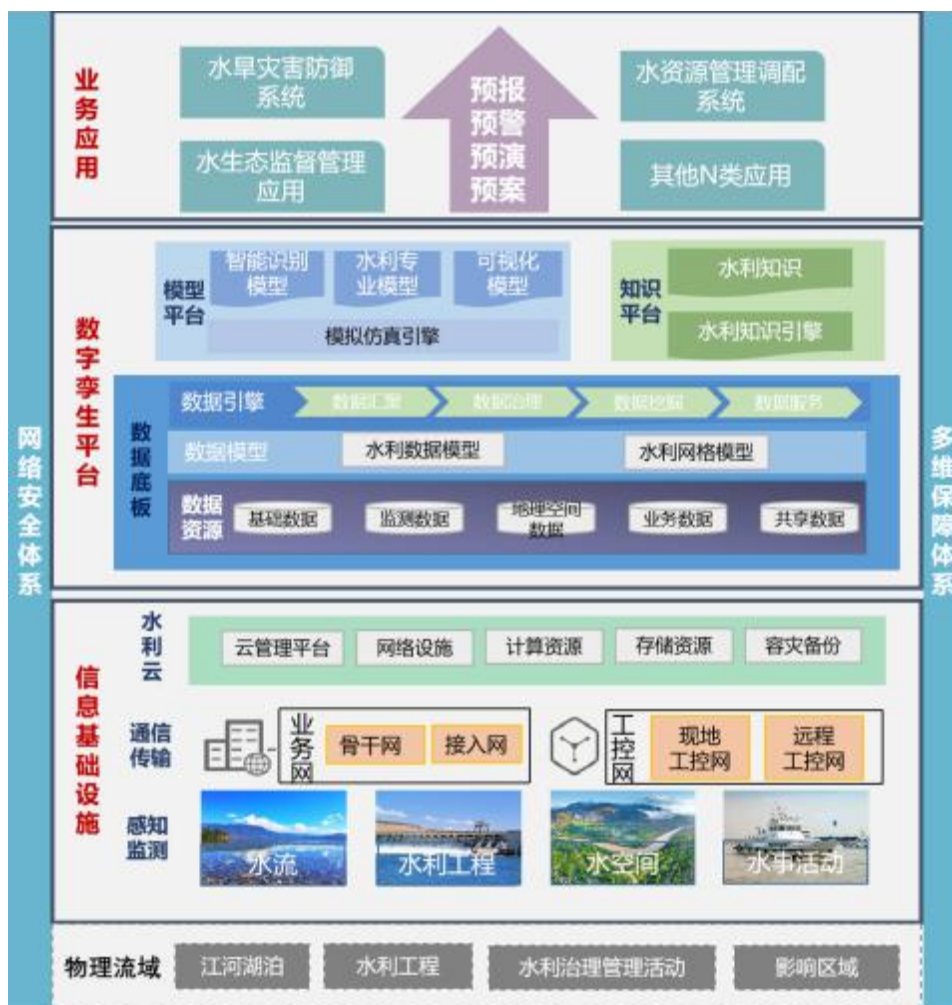 业务应用
水旱灾害防御
系统
预报
预警
预演
预案
水资源管理调配
系统
水生态监督管理
应用
其他N类应用
网络安全体系
多维保障体系
数字孪生平台
模型
平台
智能识别
模型
水利专
业模型
可视化
模型
模拟仿真引擎
知识
平台
水利知识
水利知识引擎
数据底板
数据引擎
数据汇聚
数据治理
数据挖掘
数据服务
数据模型
水利数据模型
水利网格模型
数据
资源
基础数据
监测数据
地理空间
数据
业务数据
共享数据
信息基础设施
水利云
云管理平台
网络设施
计算资源
存储资源
容灾备份
通信
传输
业务网
骨干网
接入网
工控网
现地
工控网
远程
工控网
感知
监测
水流
水利工程
水空间
水事活动
物理流域
江河湖泊
水利工程
水利治理管理活动
影响区域